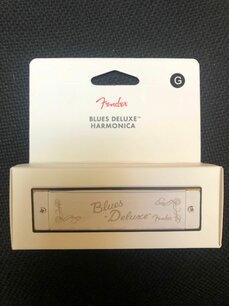 G
Fender
BLUES DELUXE™
HARMONICA
Blues
Deluxe
Fender